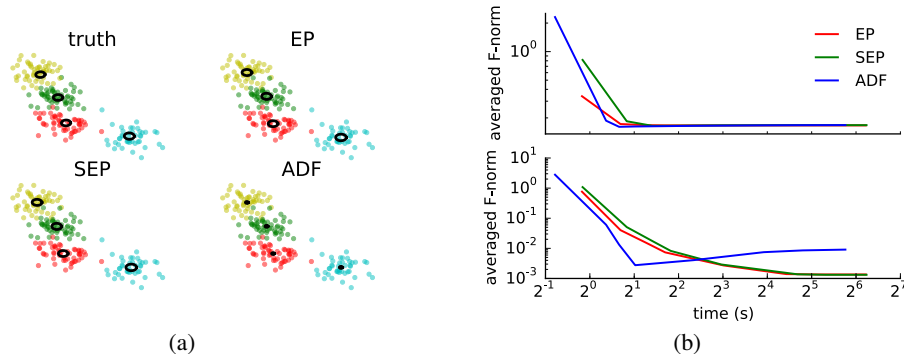 truth
EP
SEP
ADF
(a)
averaged F-norm
10^0
EP
SEP
ADF
averaged F-norm
10^1
10^0
10^-1
10^-2
10^-3
2^-1 2^0 2^1 2^2 2^3 2^4 2^5 2^6 2^7
time (s)
(b)